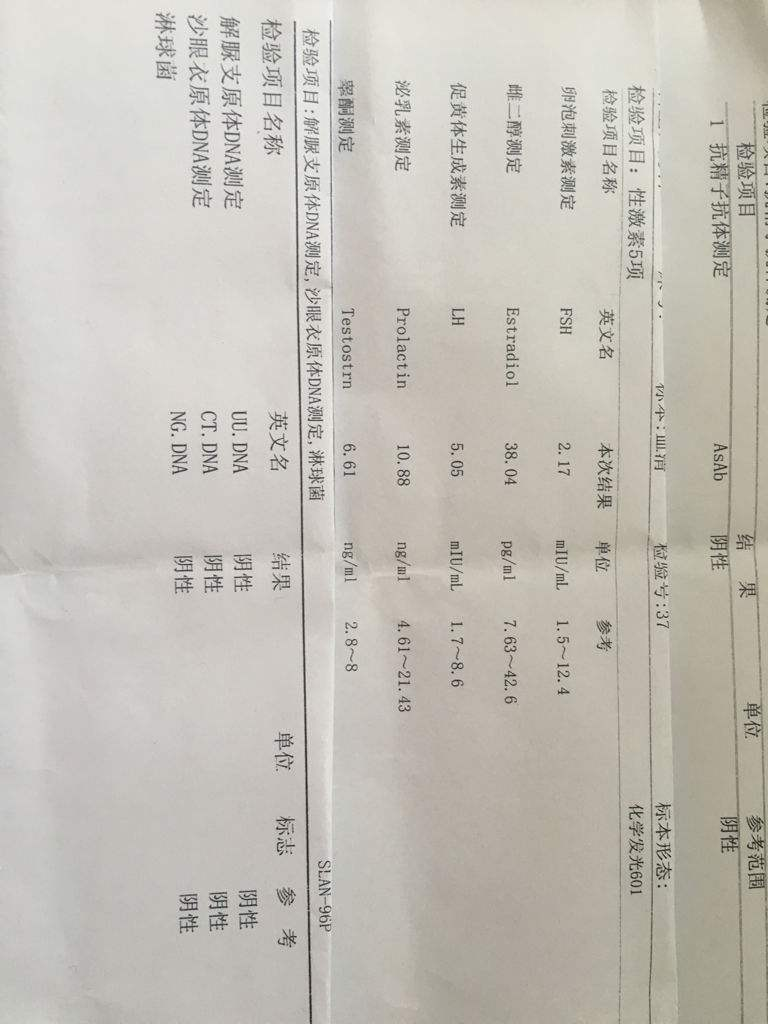 检验项目 结 果 单位 参考范围
1 抗精子抗体测定 AsAb 阴性 阴性
标本:血清 检验号:37 标本形态:
检验项目: 性激素5项 化学发光601
检验项目名称 英文名 本次结果 单位 参考
卵泡刺激素测定 FSH 2.17 mIU/mL 1.5~12.4
雌二醇测定 Estradiol 38.04 pg/ml 7.63~42.6
促黄体生成素测定 LH 5.05 mIU/mL 1.7~8.6
泌乳素测定 Prolactin 10.88 ng/ml 4.61~21.43
睾酮测定 Testostrn 6.61 ng/ml 2.8~8
检验项目:解脲支原体DNA测定,沙眼衣原体DNA测定,淋球菌 SLAN-96P
检验项目名称 英文名 结果 单位 标志 参 考
解脲支原体DNA测定 UU.DNA 阴性 阴性
沙眼衣原体DNA测定 CT.DNA 阴性 阴性
淋球菌 NG.DNA 阴性 阴性